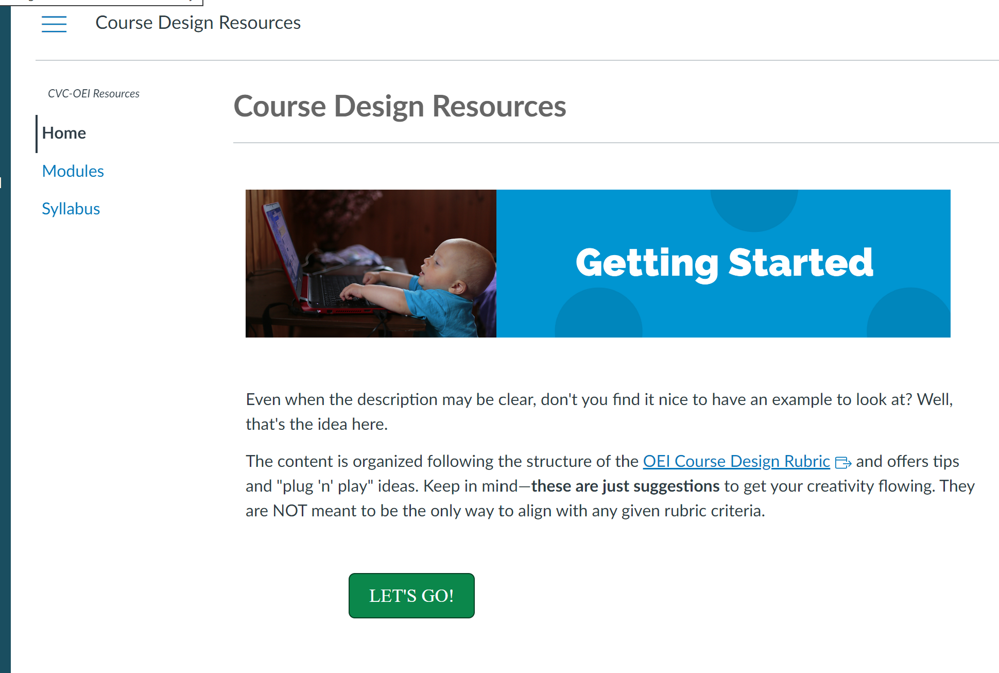 Course Design Resources
CVC-OEI Resources
Home
Modules
Syllabus
Course Design Resources
Getting Started
Even when the description may be clear, don't you find it nice to have an example to look at? Well,
that's the idea here.
The content is organized following the structure of the OEI Course Design Rubric and offers tips
and "plug 'n' play" ideas. Keep in mind—these are just suggestions to get your creativity flowing. They
are NOT meant to be the only way to align with any given rubric criteria.
LET'S GO!